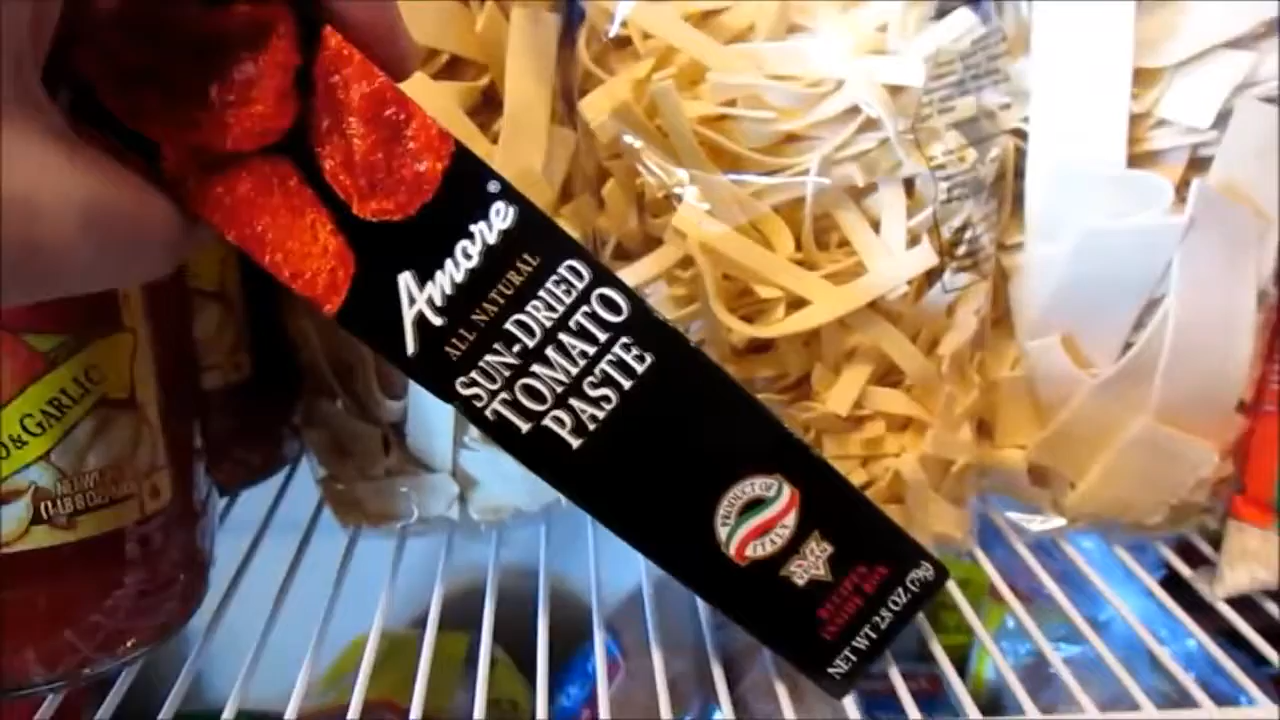 Amore®
ALL NATURAL
SUN-DRIED
TOMATO
PASTE
PRODUCT OF
ITALY
VEGAN
RECIPES
INSIDE BOX
NET WT 2.8 OZ (79g)
& GARLIC
NET WT